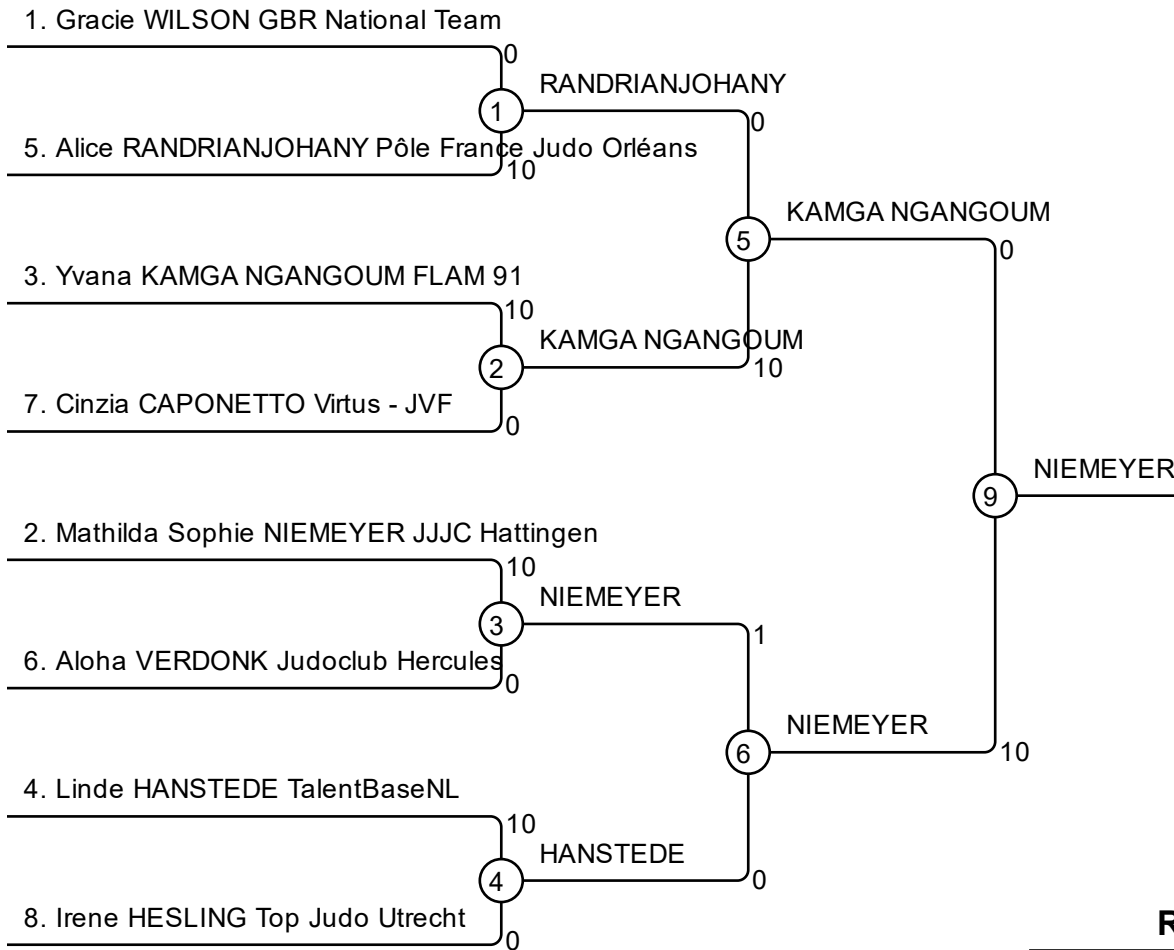 1. Gracie WILSON GBR National Team
0
RANDRIANJOHANY
1
0
5. Alice RANDRIANJOHANY Pôle France Judo Orléans
10
KAMGA NGANGOUM
5
0
3. Yvana KAMGA NGANGOUM FLAM 91
10
KAMGA NGANGOUM
2
10
7. Cinzia CAPONETTO Virtus - JVF
0
NIEMEYER
9
2. Mathilda Sophie NIEMEYER JJJC Hattingen
10
NIEMEYER
3
1
6. Aloha VERDONK Judoclub Hercules
0
NIEMEYER
6
10
4. Linde HANSTEDE TalentBaseNL
10
HANSTEDE
4
0
8. Irene HESLING Top Judo Utrecht
0
R